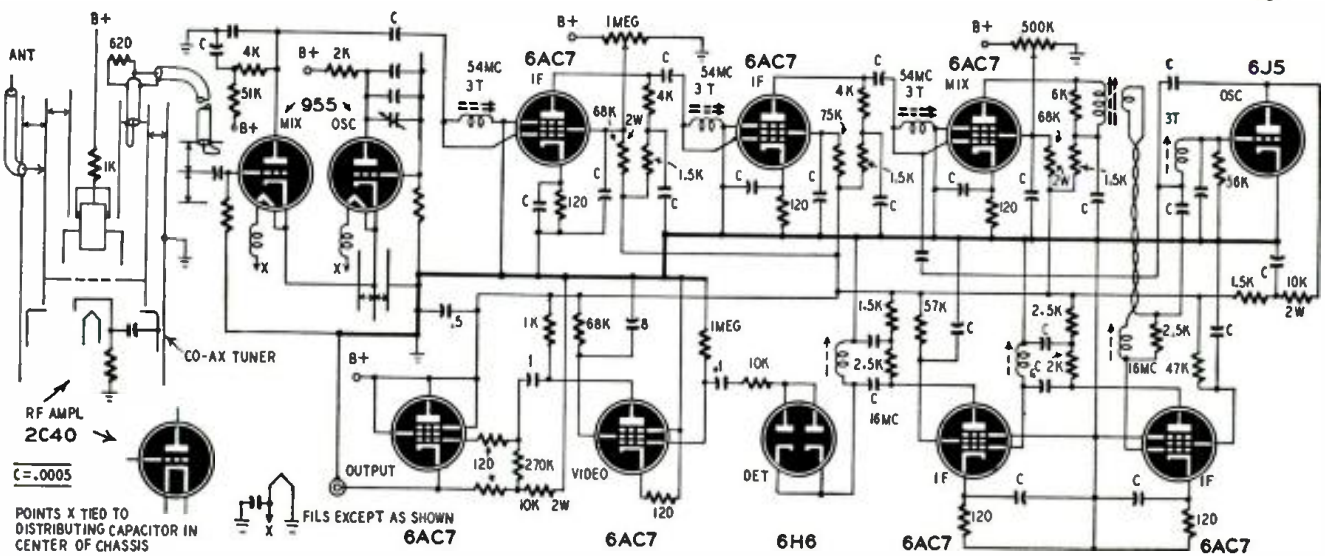 B+
ANT
62Ω
1K
C
4K
51K
B+
MIX
955
OSC
B+
2K
C
X
X
CO-AX TUNER
RF AMPL
2C40
C=.0005
POINTS X TIED TO
DISTRIBUTING CAPACITOR IN
CENTER OF CHASSIS
X
FILS EXCEPT AS SHOWN
54MC
3T
6AC7
IF
C
120
C
68K
2W
4K
C
1.5K
C
B+
1MEG
54MC
3T
6AC7
IF
C
120
C
75K
4K
C
1.5K
C
B+
500K
54MC
3T
6AC7
MIX
C
120
C
68K
2W
6K
1.5K
C
C
C
3T
C
56K
6J5
OSC
C
1.5K
10K
2W
.5
B+
OUTPUT
6AC7
120
270K
10K
2W
1K
.1
68K
8
VIDEO
6AC7
120
1MEG
.1
10K
DET
6H6
1.5K
C
2.5K
C
16MC
57K
C
IF
6AC7
120
C
2.5K
C
2K
C
C
120
16MC
2.5K
47K
C
IF
6AC7